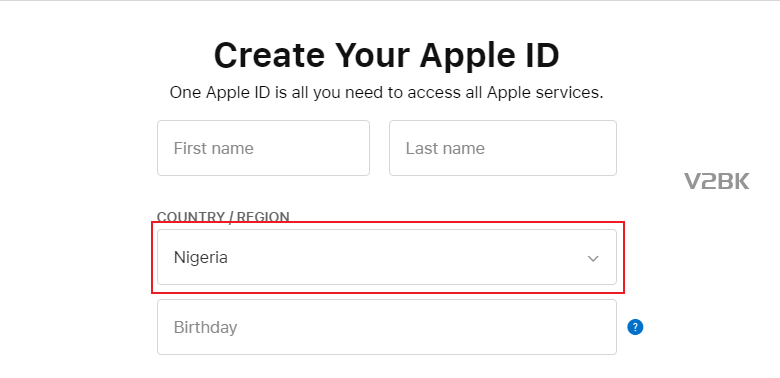 Create Your Apple ID
One Apple ID is all you need to access all Apple services.
First name
Last name
V2BK
COUNTRY / REGION
Nigeria
Birthday
?